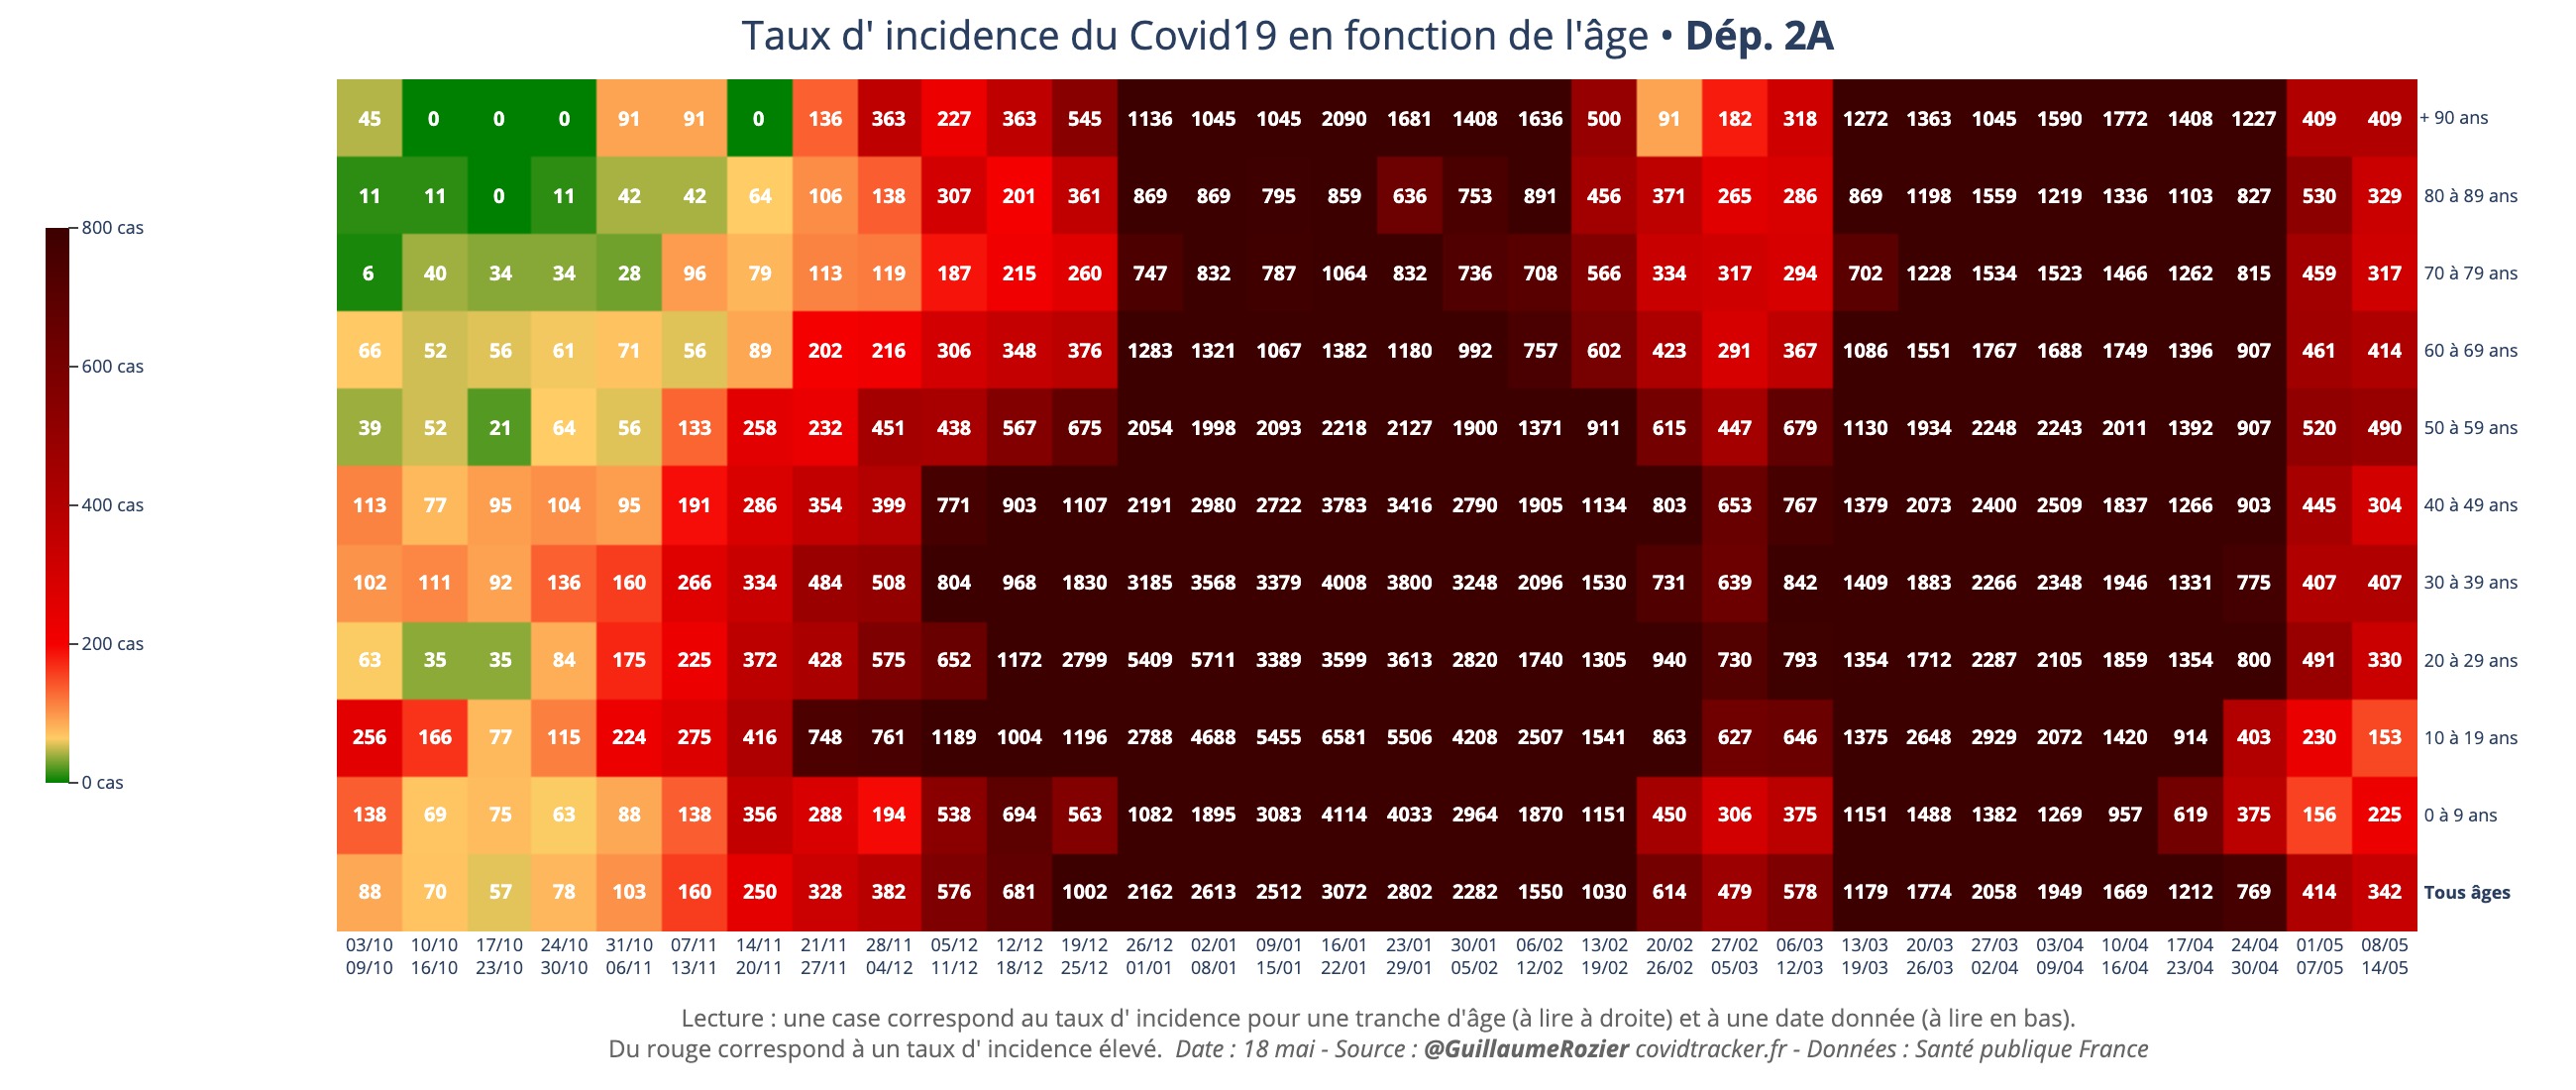 Taux d' incidence du Covid19 en fonction de l'âge • Dép. 2A
800 cas
600 cas
400 cas
200 cas
0 cas
45 0 0 0 91 91 0 136 363 227 363 545 1136 1045 1045 2090 1681 1408 1636 500 91 182 318 1272 1363 1045 1590 1772 1408 1227 409 409 + 90 ans
11 11 0 11 42 42 64 106 138 307 201 361 869 869 795 859 636 753 891 456 371 265 286 869 1198 1559 1219 1336 1103 827 530 329 80 à 89 ans
6 40 34 34 28 96 79 113 119 187 215 260 747 832 787 1064 832 736 708 566 334 317 294 702 1228 1534 1523 1466 1262 815 459 317 70 à 79 ans
66 52 56 61 71 56 89 202 216 306 348 376 1283 1321 1067 1382 1180 992 757 602 423 291 367 1086 1551 1767 1688 1749 1396 907 461 414 60 à 69 ans
39 52 21 64 56 133 258 232 451 438 567 675 2054 1998 2093 2218 2127 1900 1371 911 615 447 679 1130 1934 2248 2243 2011 1392 907 520 490 50 à 59 ans
113 77 95 104 95 191 286 354 399 771 903 1107 2191 2980 2722 3783 3416 2790 1905 1134 803 653 767 1379 2073 2400 2509 1837 1266 903 445 304 40 à 49 ans
102 111 92 136 160 266 334 484 508 804 968 1830 3185 3568 3379 4008 3800 3248 2096 1530 731 639 842 1409 1883 2266 2348 1946 1331 775 407 407 30 à 39 ans
63 35 35 84 175 225 372 428 575 652 1172 2799 5409 5711 3389 3599 3613 2820 1740 1305 940 730 793 1354 1712 2287 2105 1859 1354 800 491 330 20 à 29 ans
256 166 77 115 224 275 416 748 761 1189 1004 1196 2788 4688 5455 6581 5506 4208 2507 1541 863 627 646 1375 2648 2929 2072 1420 914 403 230 153 10 à 19 ans
138 69 75 63 88 138 356 288 194 538 694 563 1082 1895 3083 4114 4033 2964 1870 1151 450 306 375 1151 1488 1382 1269 957 619 375 156 225 0 à 9 ans
88 70 57 78 103 160 250 328 382 576 681 1002 2162 2613 2512 3072 2802 2282 1550 1030 614 479 578 1179 1774 2058 1949 1669 1212 769 414 342 Tous âges
03/10 10/10 17/10 24/10 31/10 07/11 14/11 21/11 28/11 05/12 12/12 19/12 26/12 02/01 09/01 16/01 23/01 30/01 06/02 13/02 20/02 27/02 06/03 13/03 20/03 27/03 03/04 10/04 17/04 24/04 01/05 08/05
09/10 16/10 23/10 30/10 06/11 13/11 20/11 27/11 04/12 11/12 18/12 25/12 01/01 08/01 15/01 22/01 29/01 05/02 12/02 19/02 26/02 05/03 12/03 19/03 26/03 02/04 09/04 16/04 23/04 30/04 07/05 14/05
Lecture : une case correspond au taux d' incidence pour une tranche d'âge (à lire à droite) et à une date donnée (à lire en bas).
Du rouge correspond à un taux d' incidence élevé. Date : 18 mai - Source : @GuillaumeRozier covidtracker.fr - Données : Santé publique France